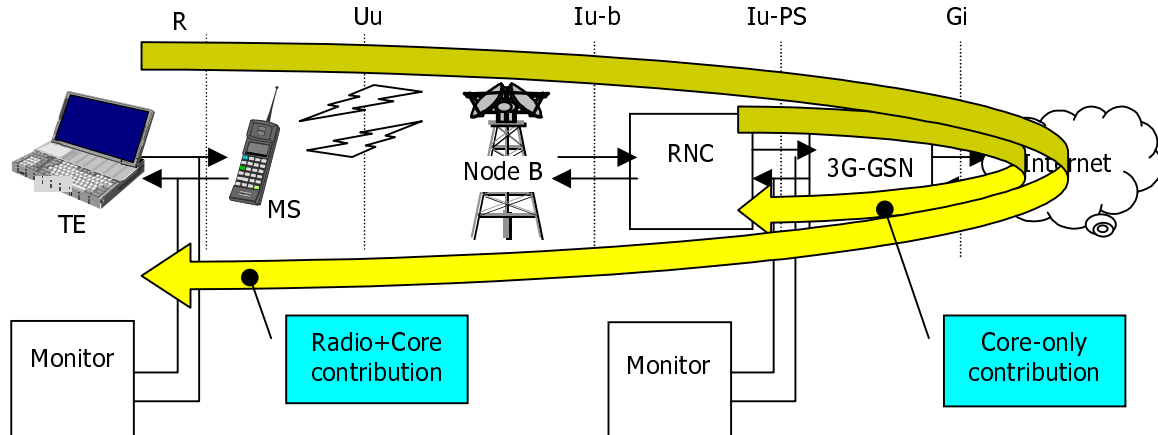 R
Uu
Iu-b
Iu-PS
Gi
TE
MS
Node B
RNC
3G-GSN
Internet
Monitor
Radio+Core
contribution
Monitor
Core-only
contribution